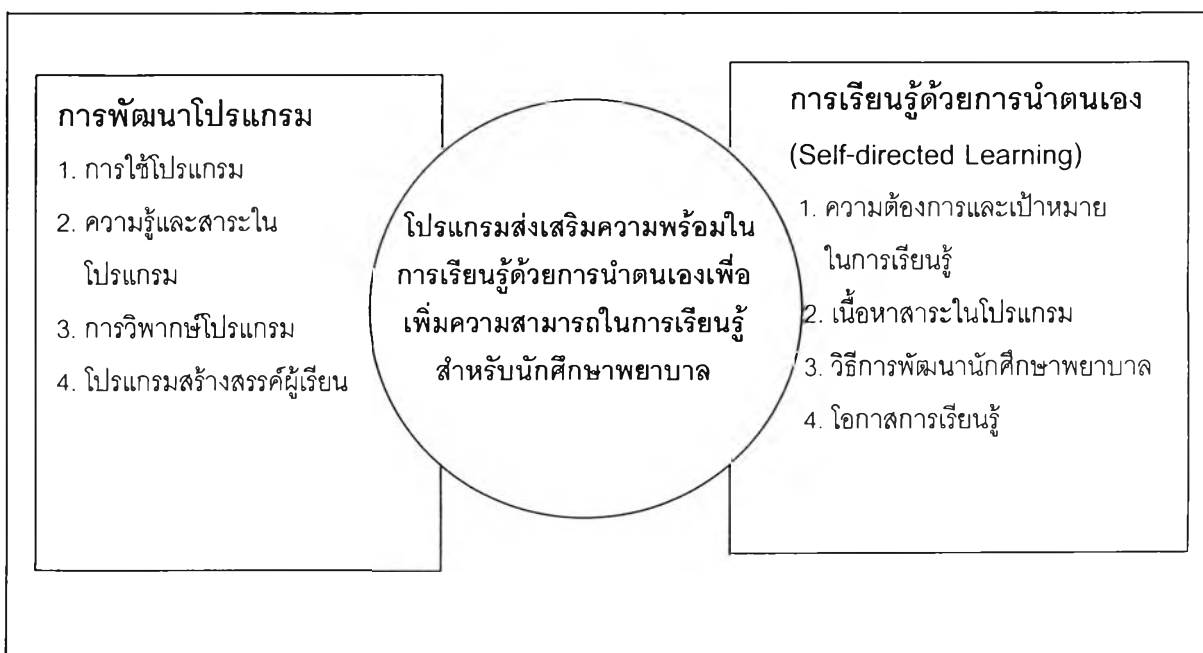 การพัฒนาโปรแกรม
1. การใช้โปรแกรม
2. ความรู้และสาระใน
โปรแกรม
3. การวิพากษ์โปรแกรม
4. โปรแกรมสร้างสรรค์ผู้เรียน
โปรแกรมส่งเสริมความพร้อมใน
การเรียนรู้ด้วยการนำตนเองเพื่อ
เพิ่มความสามารถในการเรียนรู้
สำหรับนักศึกษาพยาบาล
การเรียนรู้ด้วยการนำตนเอง
(Self-directed Learning)
1. ความต้องการและเป้าหมาย
ในการเรียนรู้
2. เนื้อหาสาระในโปรแกรม
3. วิธีการพัฒนานักศึกษาพยาบาล
4. โอกาสการเรียนรู้